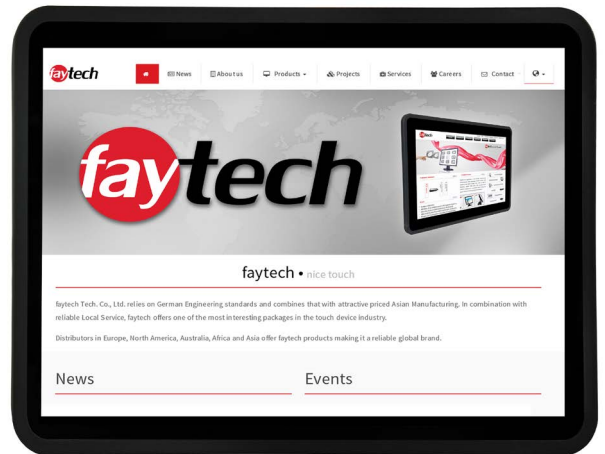 faytech
News
About us
Products
Projects
Services
Careers
Contact
faytech
faytech • nice touch
faytech Tech. Co., Ltd. relies on German Engineering standards and combines that with attractive priced Asian Manufacturing. In combination with
reliable Local Service, faytech offers one of the most interesting packages in the touch device industry.
Distributors in Europe, North America, Australia, Africa and Asia offer faytech products making it a reliable global brand.
News
Events